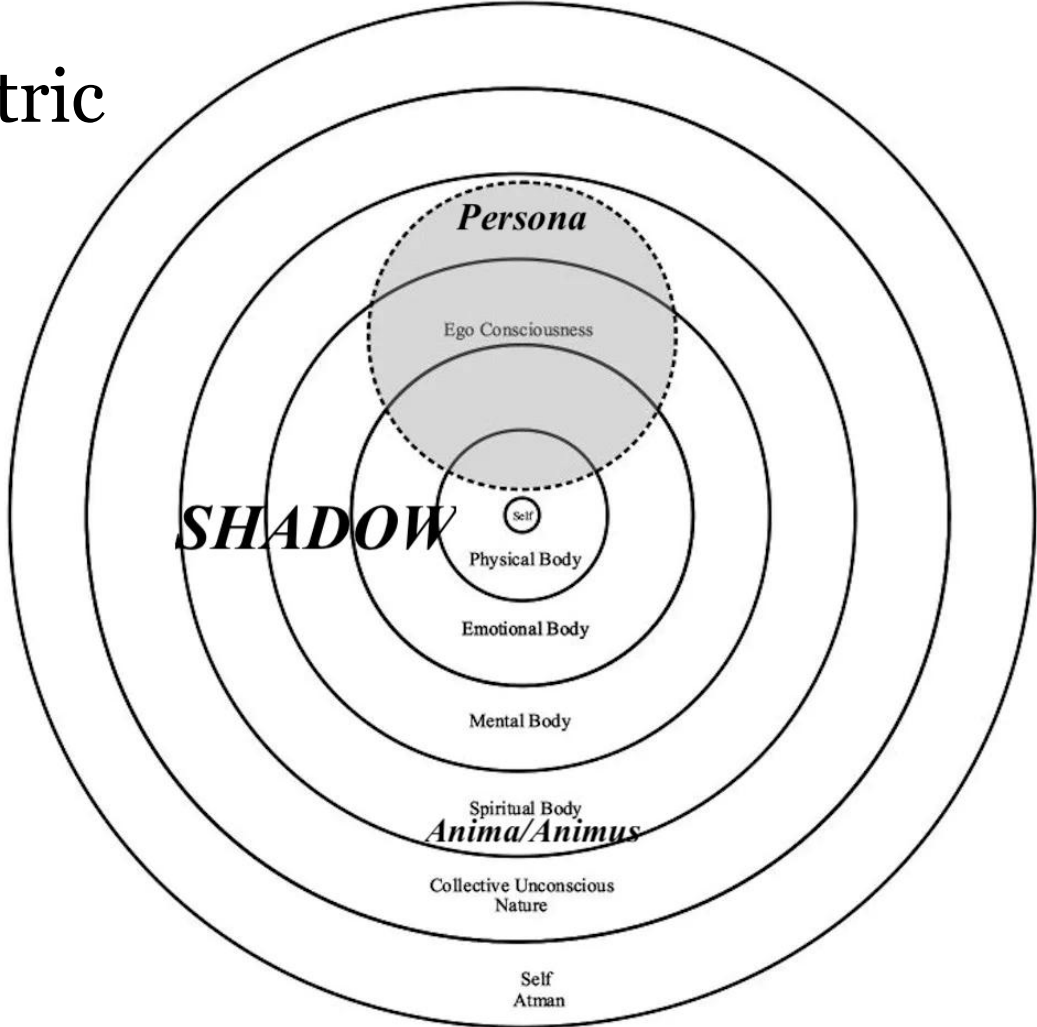 tric
Persona
Ego Consciousness
Self
SHADOW
Physical Body
Emotional Body
Mental Body
Spiritual Body
Anima/Animus
Collective Unconscious
Nature
Self
Atman